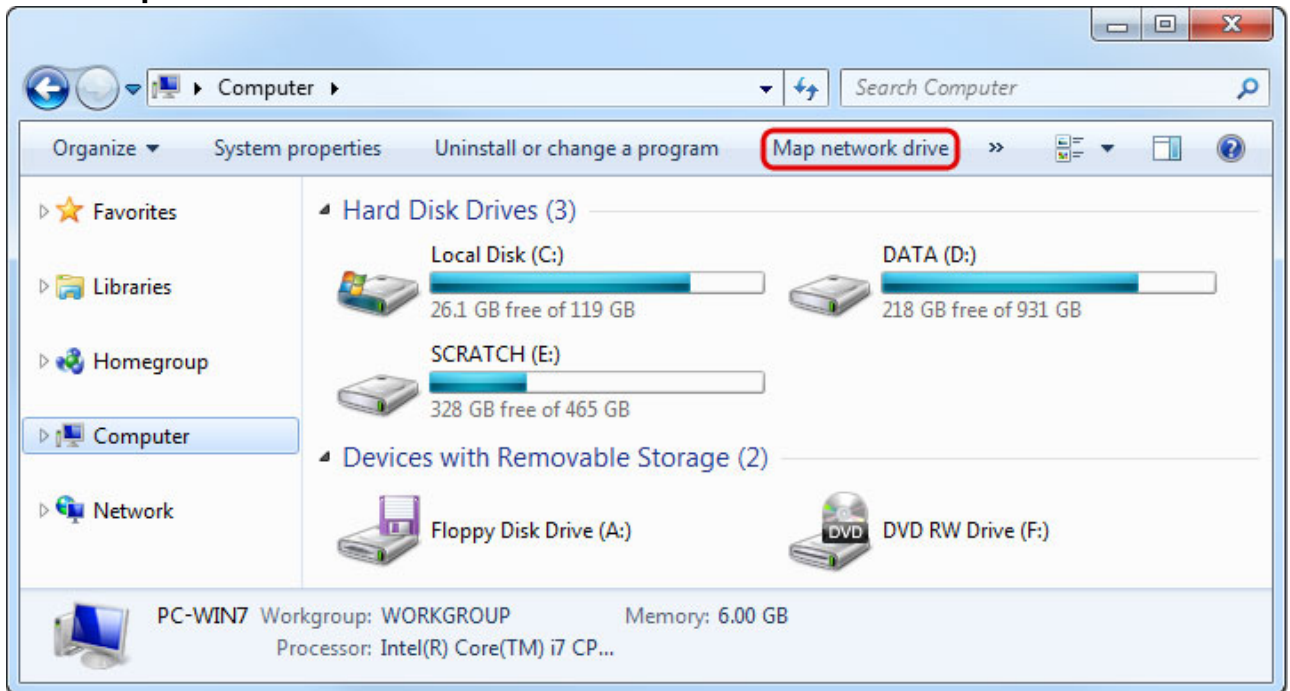 Computer ▸
Search Computer
Organize ▾ System properties Uninstall or change a program Map network drive »
Favorites
Libraries
Homegroup
Computer
Network
Hard Disk Drives (3)
Local Disk (C:)
26.1 GB free of 119 GB
DATA (D:)
218 GB free of 931 GB
SCRATCH (E:)
328 GB free of 465 GB
Devices with Removable Storage (2)
Floppy Disk Drive (A:)
DVD
DVD RW Drive (F:)
PC-WIN7 Workgroup: WORKGROUP Memory: 6.00 GB
Processor: Intel(R) Core(TM) i7 CP...